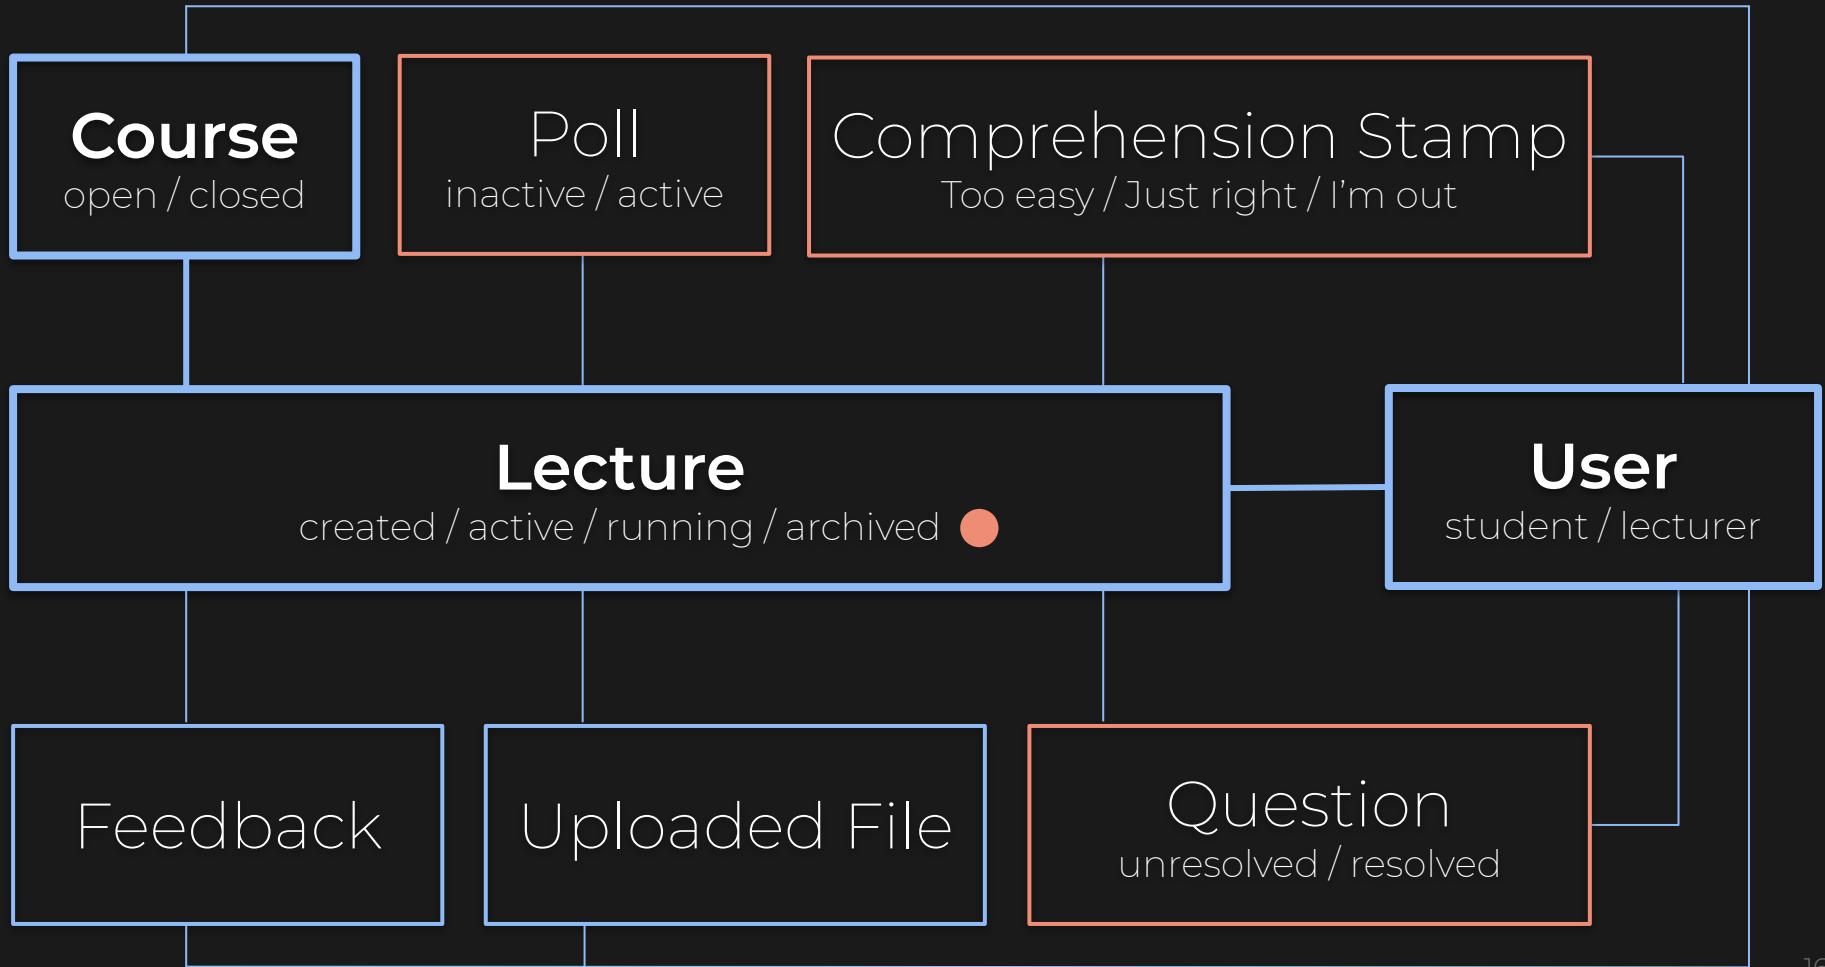 Course
open / closed
Poll
inactive / active
Comprehension Stamp
Too easy / Just right / I'm out
Lecture
created / active / running / archived
User
student / lecturer
Feedback
Uploaded File
Question
unresolved / resolved